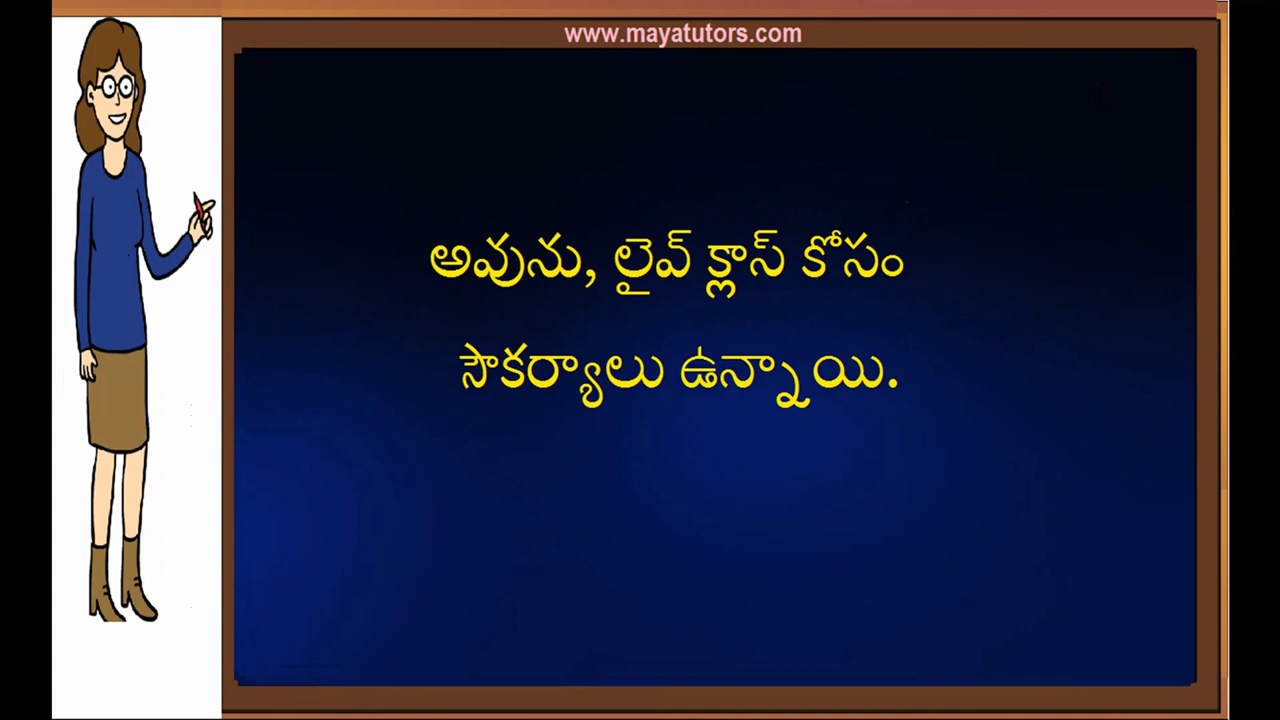 www.mayatutors.com
అవును, లైవ్ క్లాస్ కోసం
సౌకర్యాలు ఉన్నాయి.